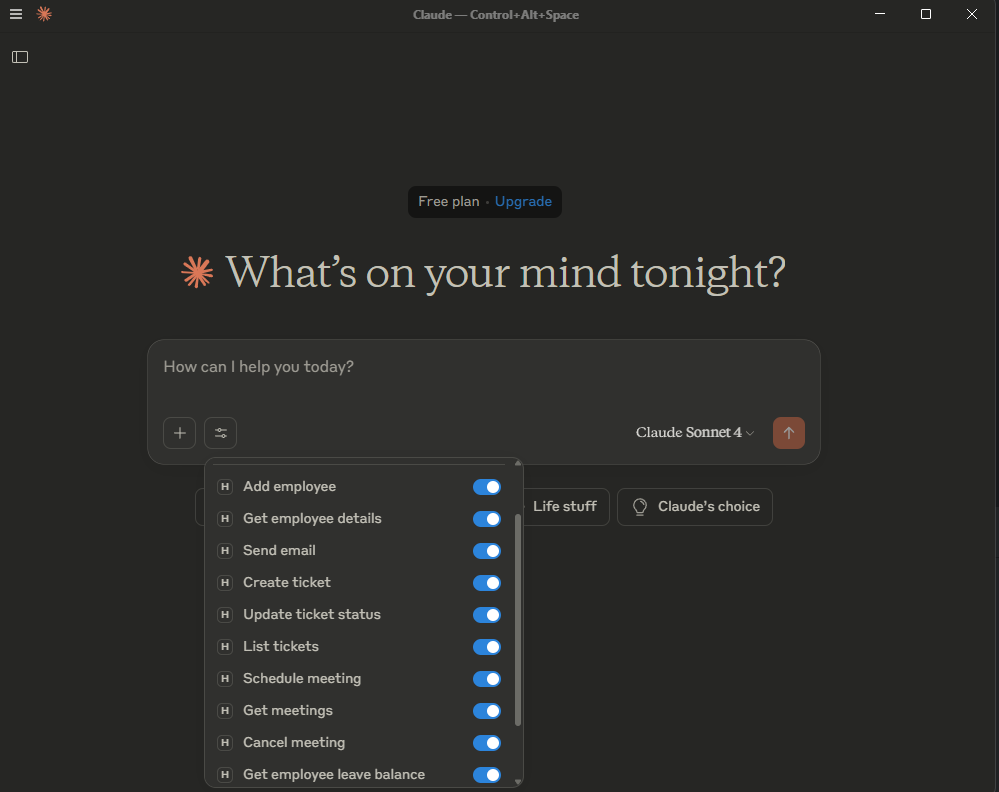 Claude — Control+Alt+Space
Free plan · Upgrade
What's on your mind tonight?
How can I help you today?
Claude Sonnet 4
H Add employee
H Get employee details
H Send email
H Create ticket
H Update ticket status
H List tickets
H Schedule meeting
H Get meetings
H Cancel meeting
H Get employee leave balance
Life stuff
Claude's choice